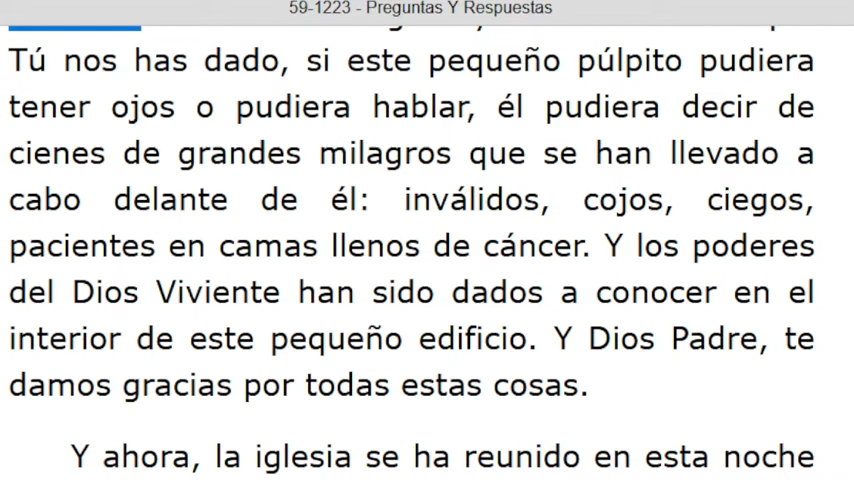 59-1223 - Preguntas Y Respuestas
Tú nos has dado, si este pequeño púlpito pudiera
tener ojos o pudiera hablar, él pudiera decir de
cienes de grandes milagros que se han llevado a
cabo delante de él: inválidos, cojos, ciegos,
pacientes en camas llenos de cáncer. Y los poderes
del Dios Viviente han sido dados a conocer en el
interior de este pequeño edificio. Y Dios Padre, te
damos gracias por todas estas cosas.
Y ahora, la iglesia se ha reunido en esta noche